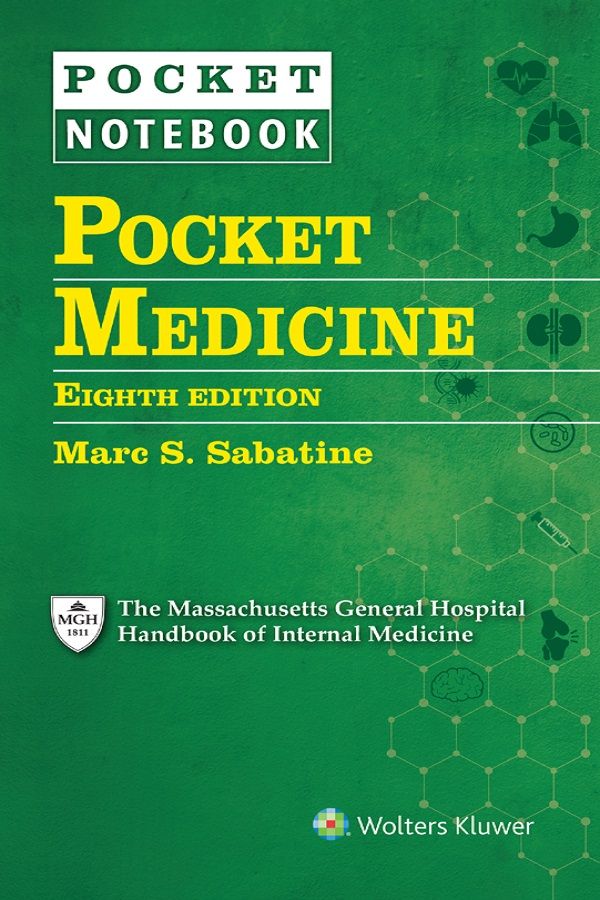 POCKET
NOTEBOOK
POCKET
MEDICINE
EIGHTH EDITION
Marc S. Sabatine
MGH
1811
The Massachusetts General Hospital
Handbook of Internal Medicine
Wolters Kluwer